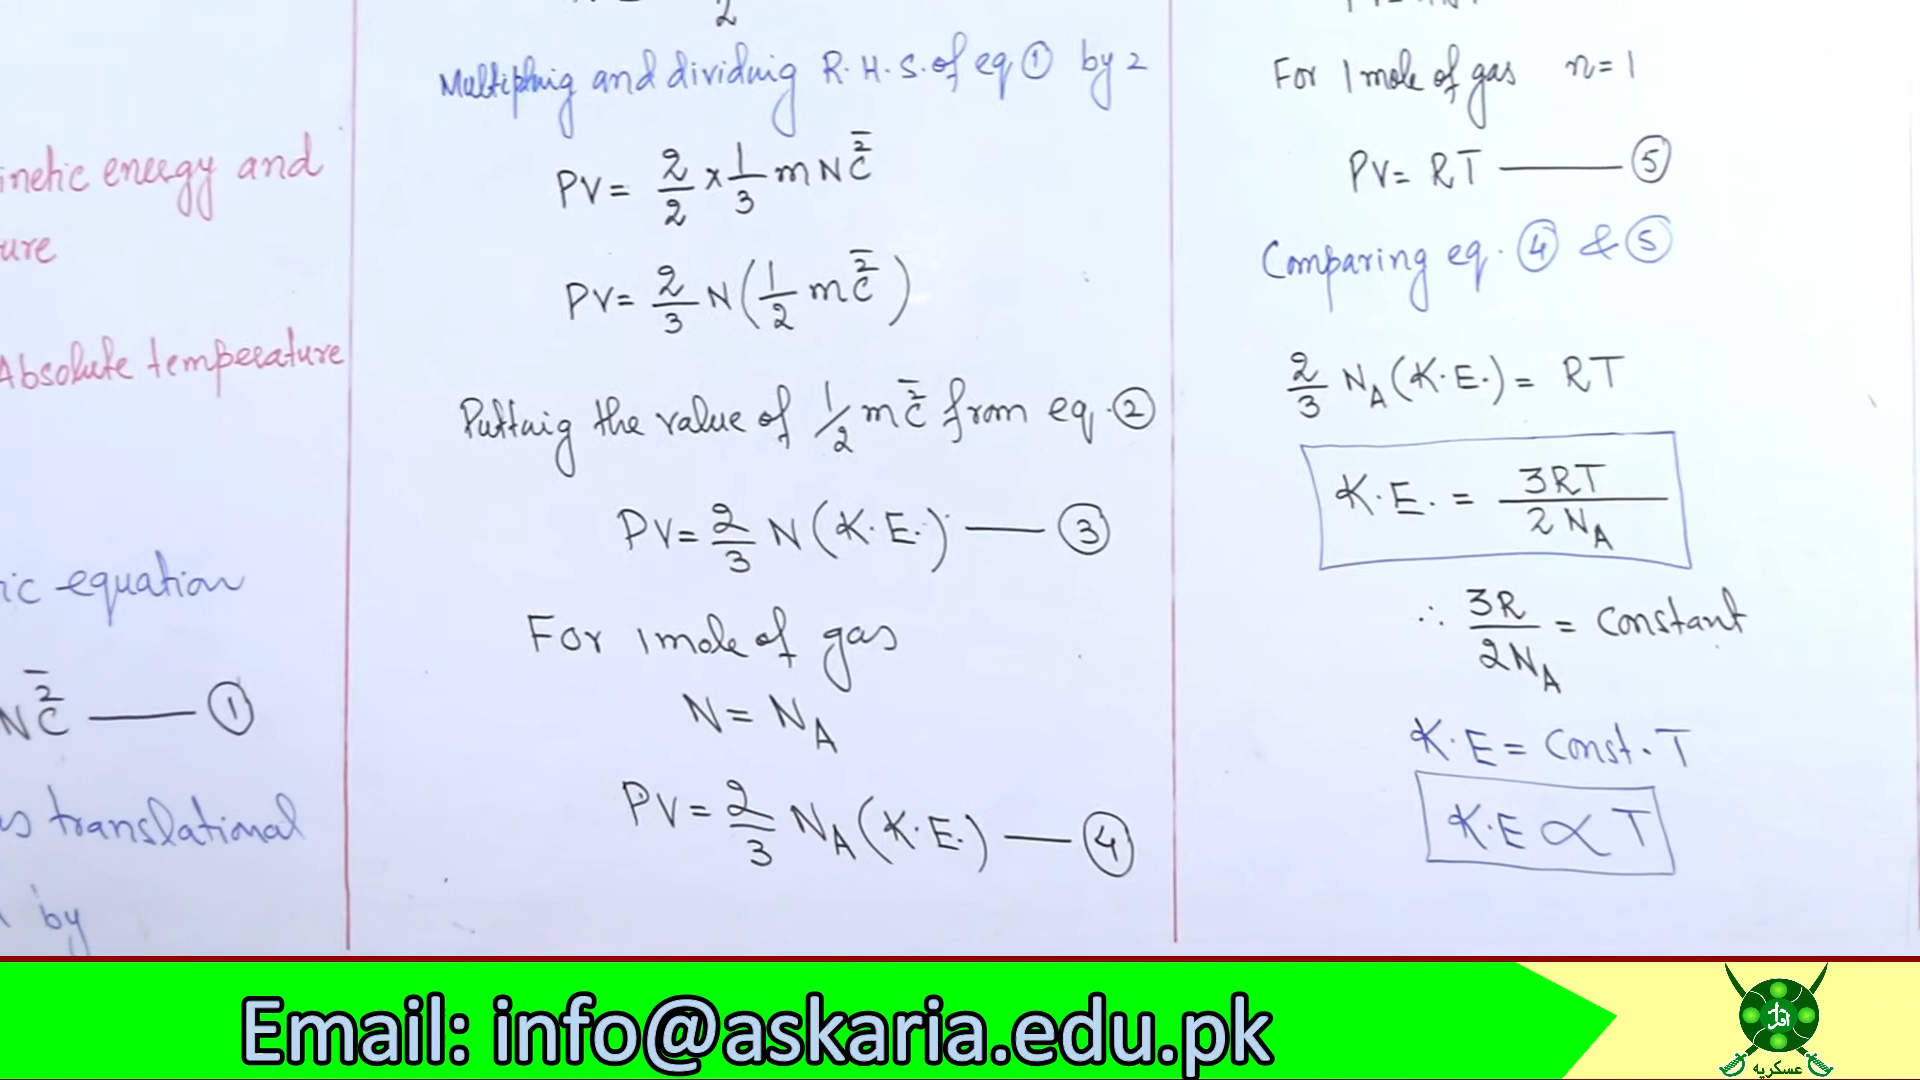 inetic energy and
ure
Absolute temperature
ic equation
NC̅² —— ①
s translational
by
2
Multiplying and dividing R.H.S. of eq ① by 2
PV = 2/2 × 1/3 m N C̅²
PV = 2/3 N (1/2 m C̅²)
Putting the value of 1/2 m C̅² from eq. ②
PV = 2/3 N (K.E.) —— ③
For 1 mole of gas
N = N_A
PV = 2/3 N_A (K.E.) —— ④
For 1 mole of gas n = 1
PV = RT —— ⑤
Comparing eq. ④ & ⑤
2/3 N_A (K.E.) = RT
K.E. = 3RT / 2N_A
∴ 3R / 2N_A = Constant
K.E = Const. T
K.E ∝ T
Email: info@askaria.edu.pk
اقرأ
عسکریہ